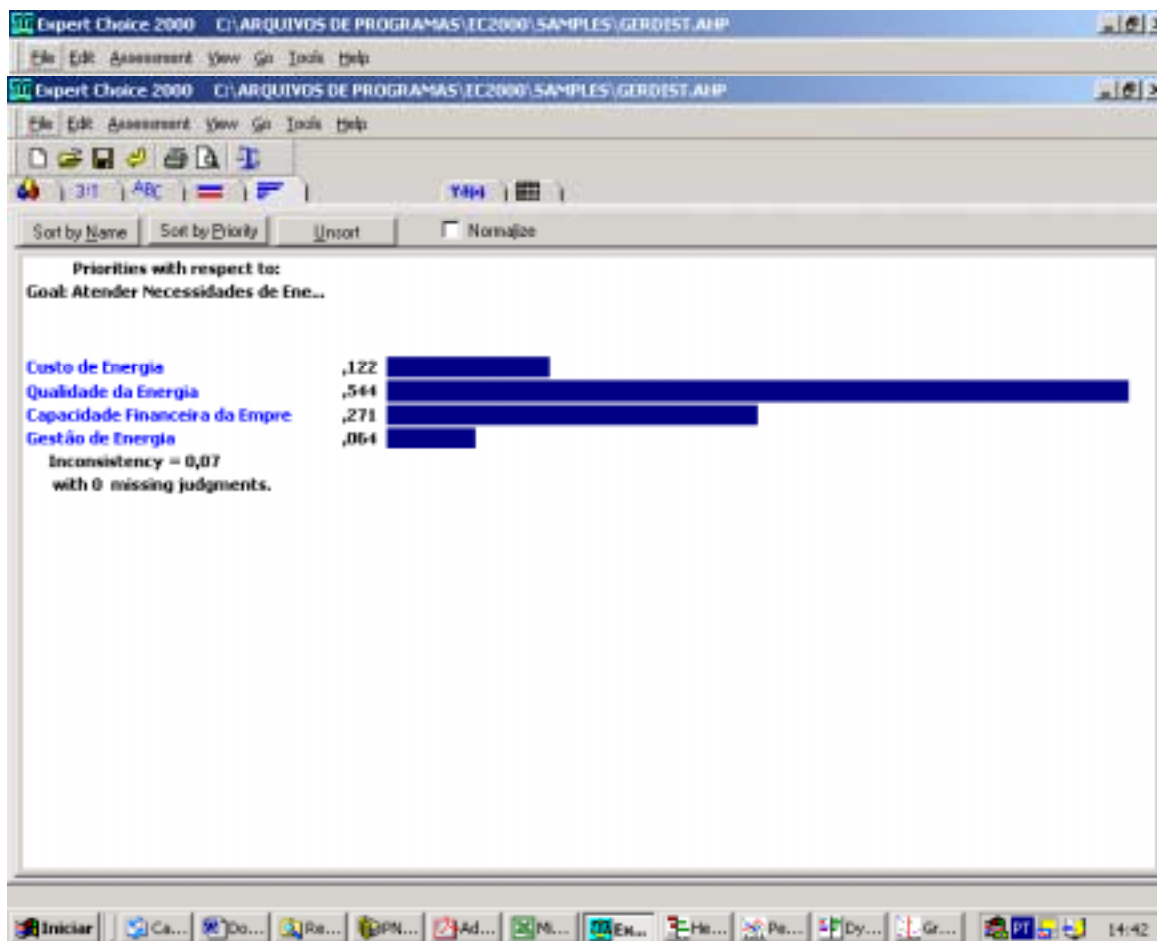 Expert Choice 2000 C:\ARQUIVOS DE PROGRAMAS\EC2000\SAMPLES\GERDIST.AHP
File Edit Assessment View Go Tools Help
Expert Choice 2000 C:\ARQUIVOS DE PROGRAMAS\EC2000\SAMPLES\GERDIST.AHP
File Edit Assessment View Go Tools Help
3:1 ABC
Sort by Name Sort by Priority Unsort Normalize
Priorities with respect to:
Goal: Atender Necessidades de Ene...
Custo de Energia ,122
Qualidade da Energia ,544
Capacidade Financeira da Empre ,271
Gestão de Energia ,064
Inconsistency = 0,07
with 0 missing judgments.
Iniciar Ca... Do... Re... PN... Ad... Mi... En... He... Pe... Dy... Gr... PT 14:42